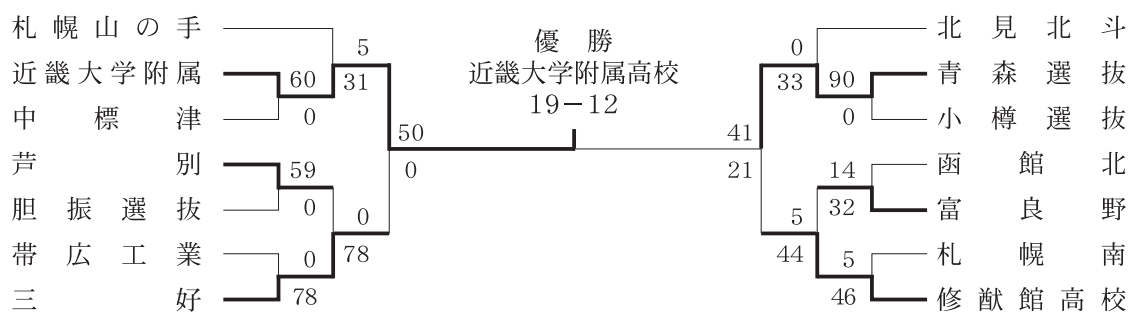 札幌山の手
近畿大学附属
中標津
芦別
胆振選抜
帯広工業
三好
5
60
31
0
59
0
0
0
78
78
50
0
優勝
近畿大学附属高校
19-12
41
21
0
33
90
0
14
32
5
44
5
46
北見北斗
青森選抜
小樽選抜
函館北
富良野
札幌南
修猷館高校